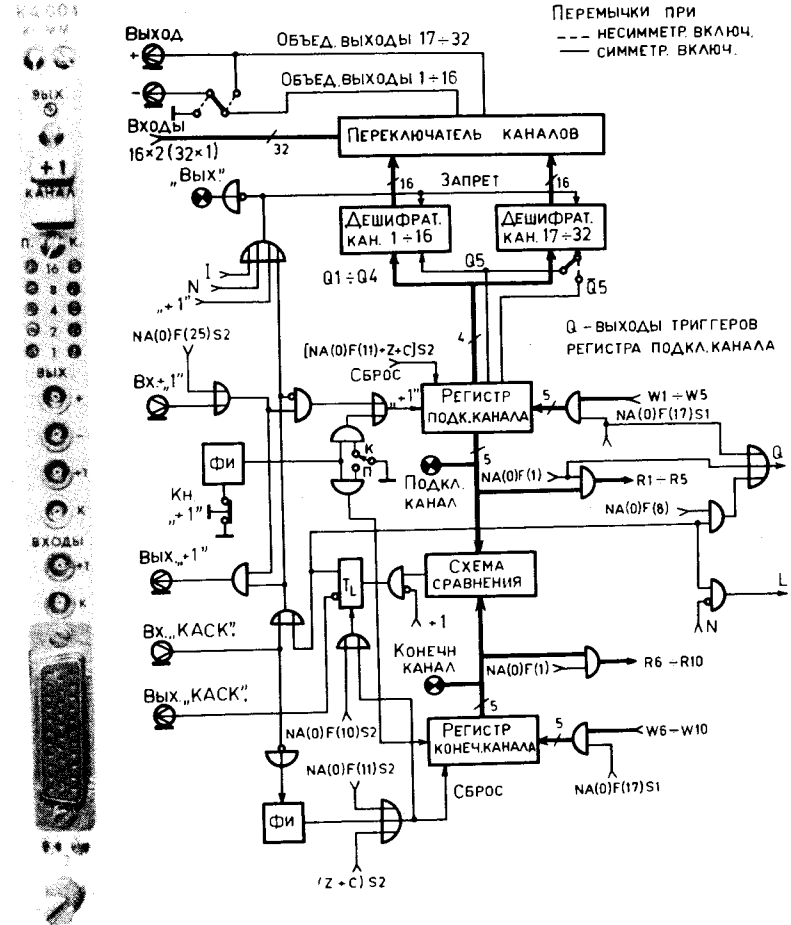 КА001
ВЫХ
+1
КАНАЛ
П
К
16
8
4
2
1
ВЫХ
+
-
+1
К
ВХОДЫ
+1
К
Перемычки при
--- несимметр. включ.
— симметр. включ.
Выход
+
-
Объед. выходы 17÷32
Объед. выходы 1÷16
Входы
16×2(32×1)
32
Переключатель каналов
„Вых."
16
Запрет
16
Дешифрат.
кан. 1÷16
Дешифрат.
кан. 17÷32
I
N
„+1"
Q1÷Q4
Q5
Q̅5
4
Q - выходы триггеров
регистра подкл. канала
NA(0)F(25)S2
[NA(0)F(11)+Z+C]S2
Сброс
Вх.„+1"
„+1"
Регистр
подк. канала
5
W1÷W5
NA(0)F(17)S1
ФИ
К
П
Кн
„+1"
5
Подкл.
канал
NA(0)F(1)
R1÷R5
NA(0)F(8)
Q
Вых.„+1"
TL
Схема
сравнения
+1
L
N
Вх.„КАСК".
Конечн
канал
NA(0)F(1)
R6÷R10
Вых.„КАСК".
5
NA(0)F(10)S2
Регистр
конеч. канала
5
W6÷W10
NA(0)F(17)S1
NA(0)F(11)S2
Сброс
ФИ
(Z+C)S2